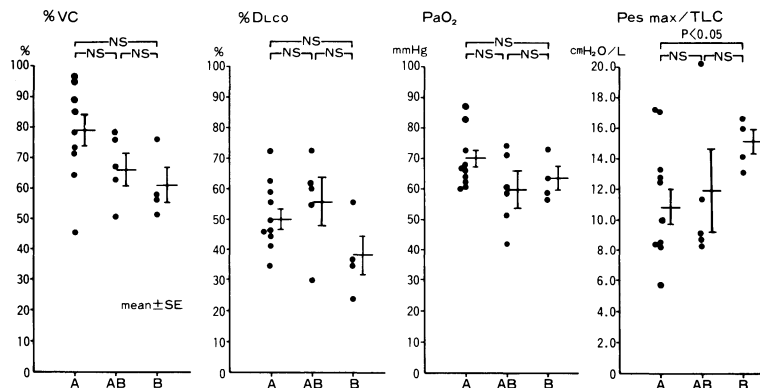 %VC
NS
NS NS
%
100
90
80
70
60
50
40
30
20
10
0
mean±SE
A AB B
%DLCO
NS
NS NS
%
100
90
80
70
60
50
40
30
20
10
0
A AB B
PaO₂
NS
mmHg NS NS
100
90
80
70
60
50
40
30
20
10
0
A AB B
Pes max/TLC
P<0.05
cmH₂O/L NS NS
20.0
18.0
16.0
14.0
12.0
10.0
8.0
6.0
4.0
2.0
0
A AB B